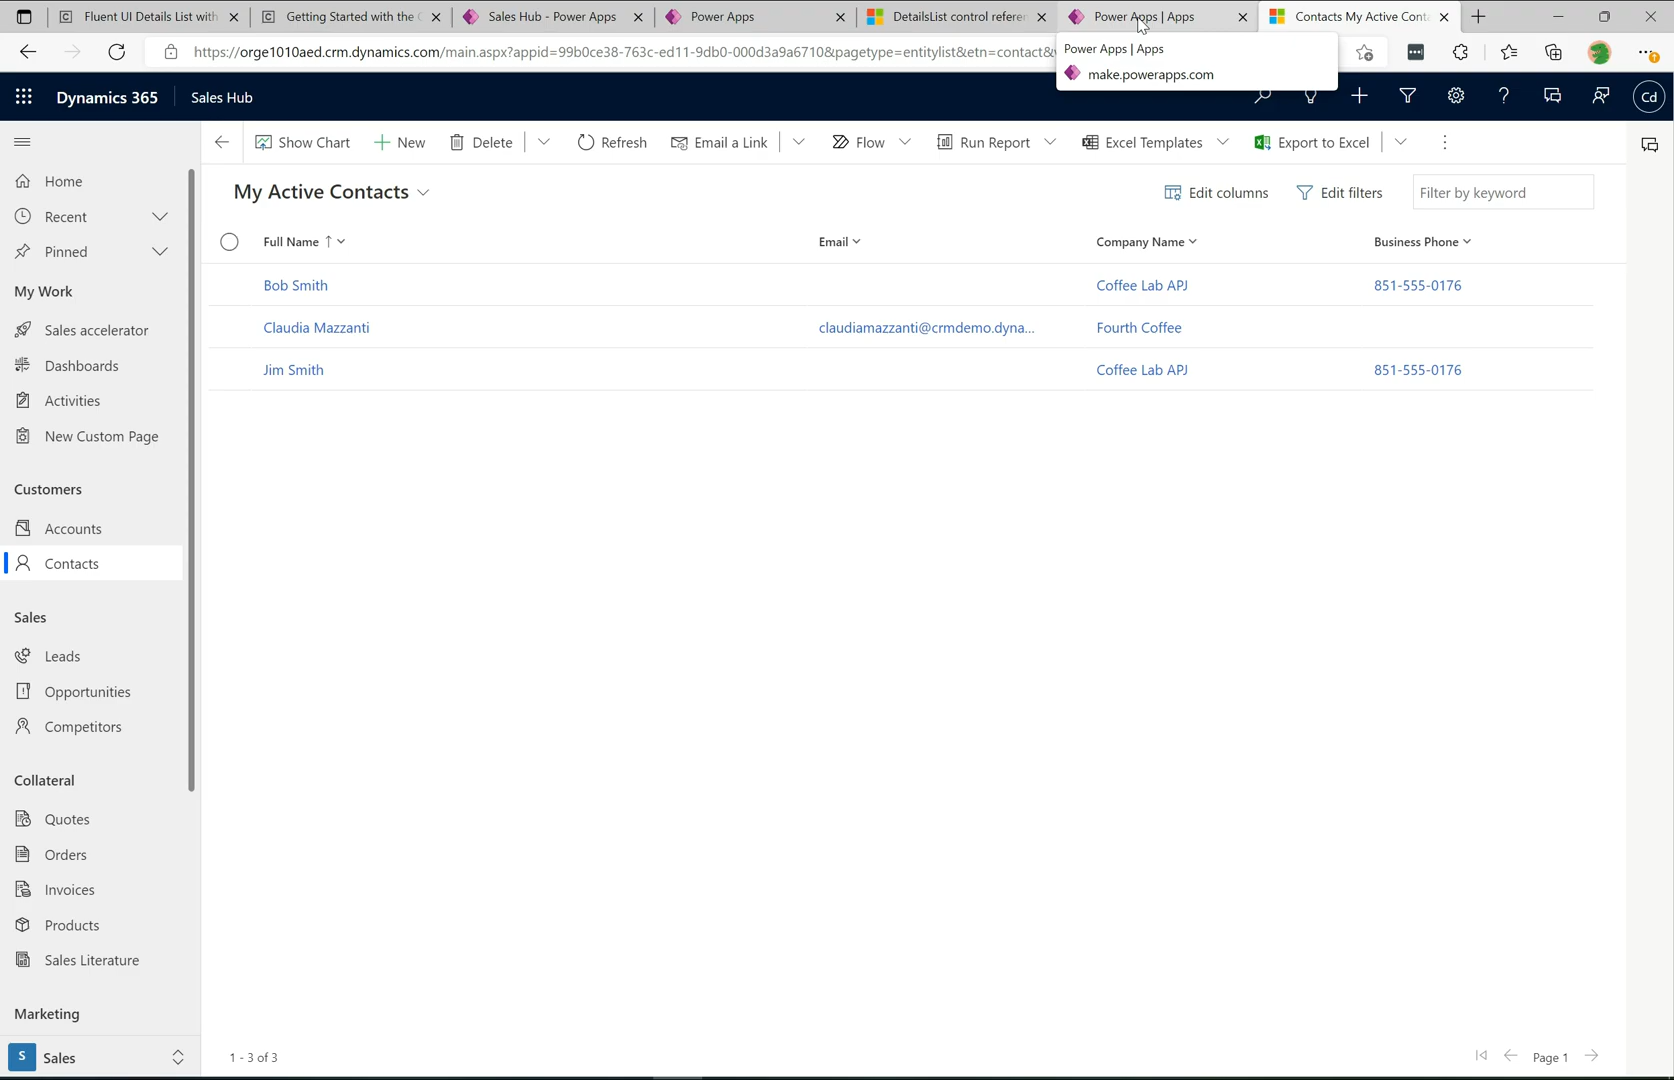 Fluent UI Details List with
Getting Started with the
Sales Hub - Power Apps
Power Apps
DetailsList control referen
Power Apps | Apps
Contacts My Active Cont
https://orge1010aed.crm.dynamics.com/main.aspx?appid=99b0ce38-763c-ed11-9db0-000d3a9a6710&pagetype=entitylist&etn=contact&
Power Apps | Apps
make.powerapps.com
Dynamics 365
Sales Hub
Cd
Show Chart
New
Delete
Refresh
Email a Link
Flow
Run Report
Excel Templates
Export to Excel
Home
Recent
Pinned
My Work
Sales accelerator
Dashboards
Activities
New Custom Page
Customers
Accounts
Contacts
Sales
Leads
Opportunities
Competitors
Collateral
Quotes
Orders
Invoices
Products
Sales Literature
Marketing
S Sales
My Active Contacts
Edit columns
Edit filters
Filter by keyword
Full Name Email Company Name Business Phone
Bob Smith Coffee Lab APJ 851-555-0176
Claudia Mazzanti claudiamazzanti@crmdemo.dyna... Fourth Coffee
Jim Smith Coffee Lab APJ 851-555-0176
1 - 3 of 3
Page 1